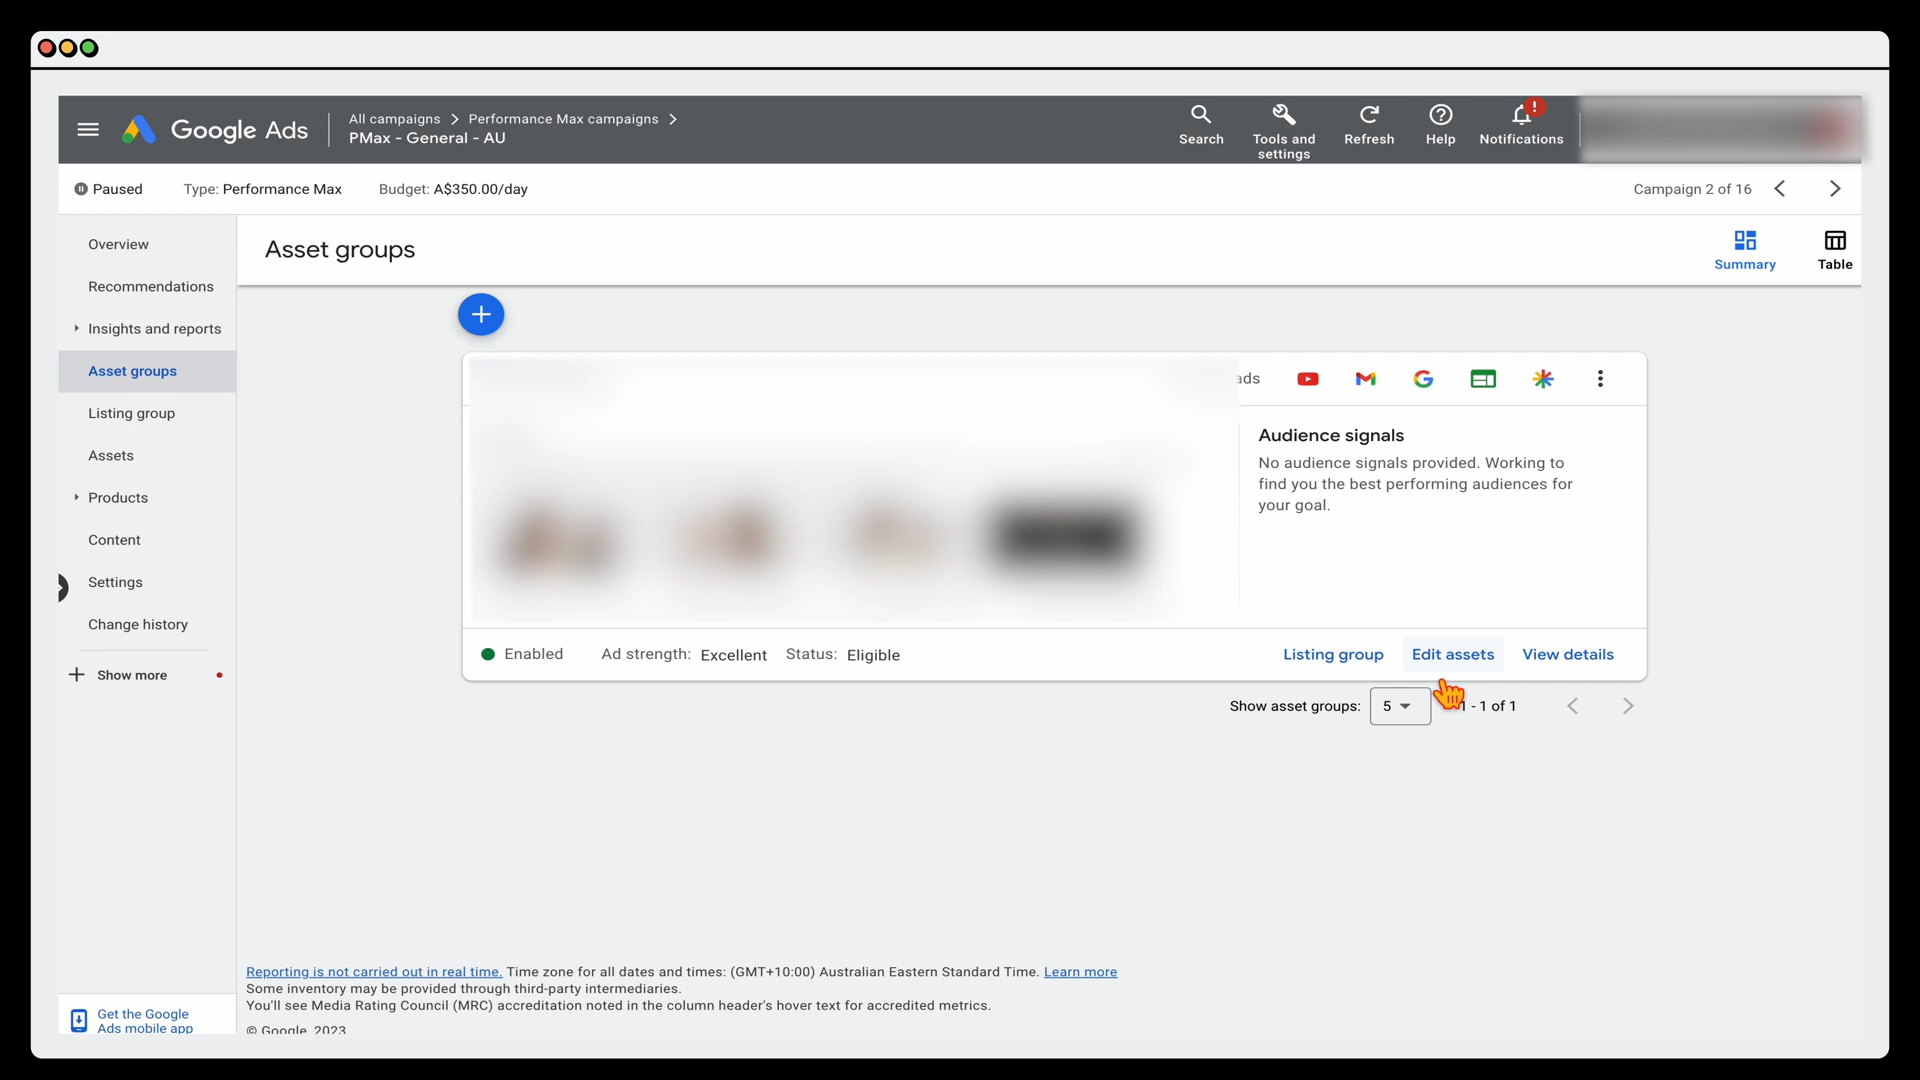 Google Ads
All campaigns > Performance Max campaigns >
PMax - General - AU
Search
Tools and
settings
Refresh
Help
!
Notifications
Paused
Type: Performance Max
Budget: A$350.00/day
Campaign 2 of 16
Overview
Recommendations
Insights and reports
Asset groups
Listing group
Assets
Products
Content
Settings
Change history
Show more
Get the Google
Ads mobile app
Asset groups
Summary
Table
ads
Audience signals
No audience signals provided. Working to
find you the best performing audiences for
your goal.
Enabled
Ad strength: Excellent
Status: Eligible
Listing group
Edit assets
View details
Show asset groups: 5
1 - 1 of 1
Reporting is not carried out in real time. Time zone for all dates and times: (GMT+10:00) Australian Eastern Standard Time. Learn more
Some inventory may be provided through third-party intermediaries.
You'll see Media Rating Council (MRC) accreditation noted in the column header's hover text for accredited metrics.
© Google, 2023